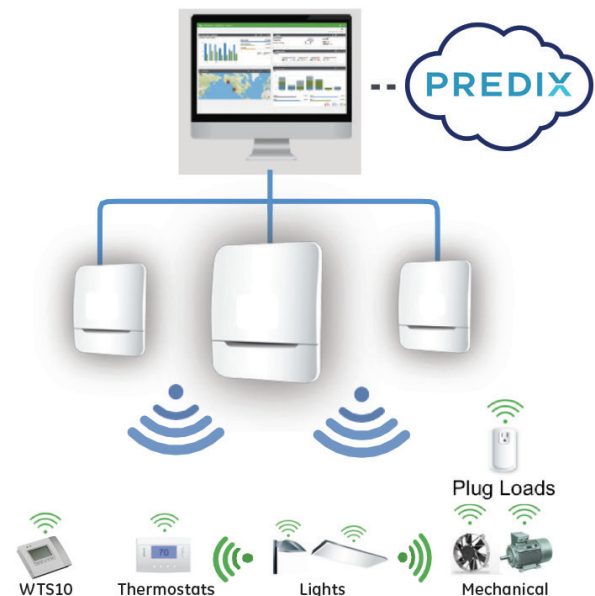 PREDIX
Plug Loads
70
WTS10
Thermostats
Lights
Mechanical